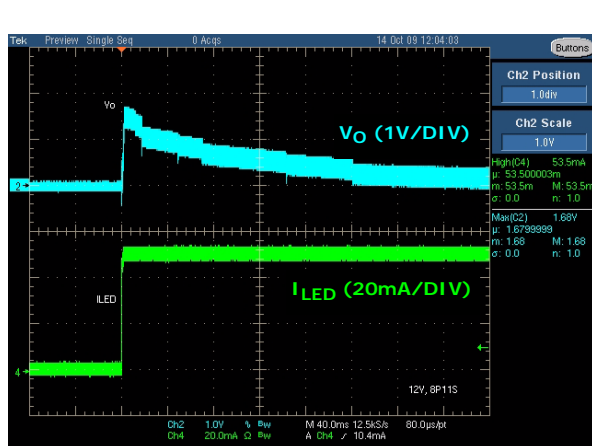 Tek Preview Single Seq 0 Acqs 14 Oct 09 12:04:03
Buttons
Ch2 Position
1.0div
Ch2 Scale
1.0V
Vo
VO (1V/DIV)
High(C4) 53.5mA
µ: 53.500003m
m: 53.5m M: 53.5m
σ: 0.0 n: 1.0
2
Max(C2) 1.68V
µ: 1.6799999
m: 1.68 M: 1.68
σ: 0.0 n: 1.0
ILED
ILED (20mA/DIV)
4
12V, 8P11S
Ch2 1.0V Bw M 40.0ms 12.5kS/s 80.0µs/pt
Ch4 20.0mA Ω Bw A Ch4 / 10.4mA